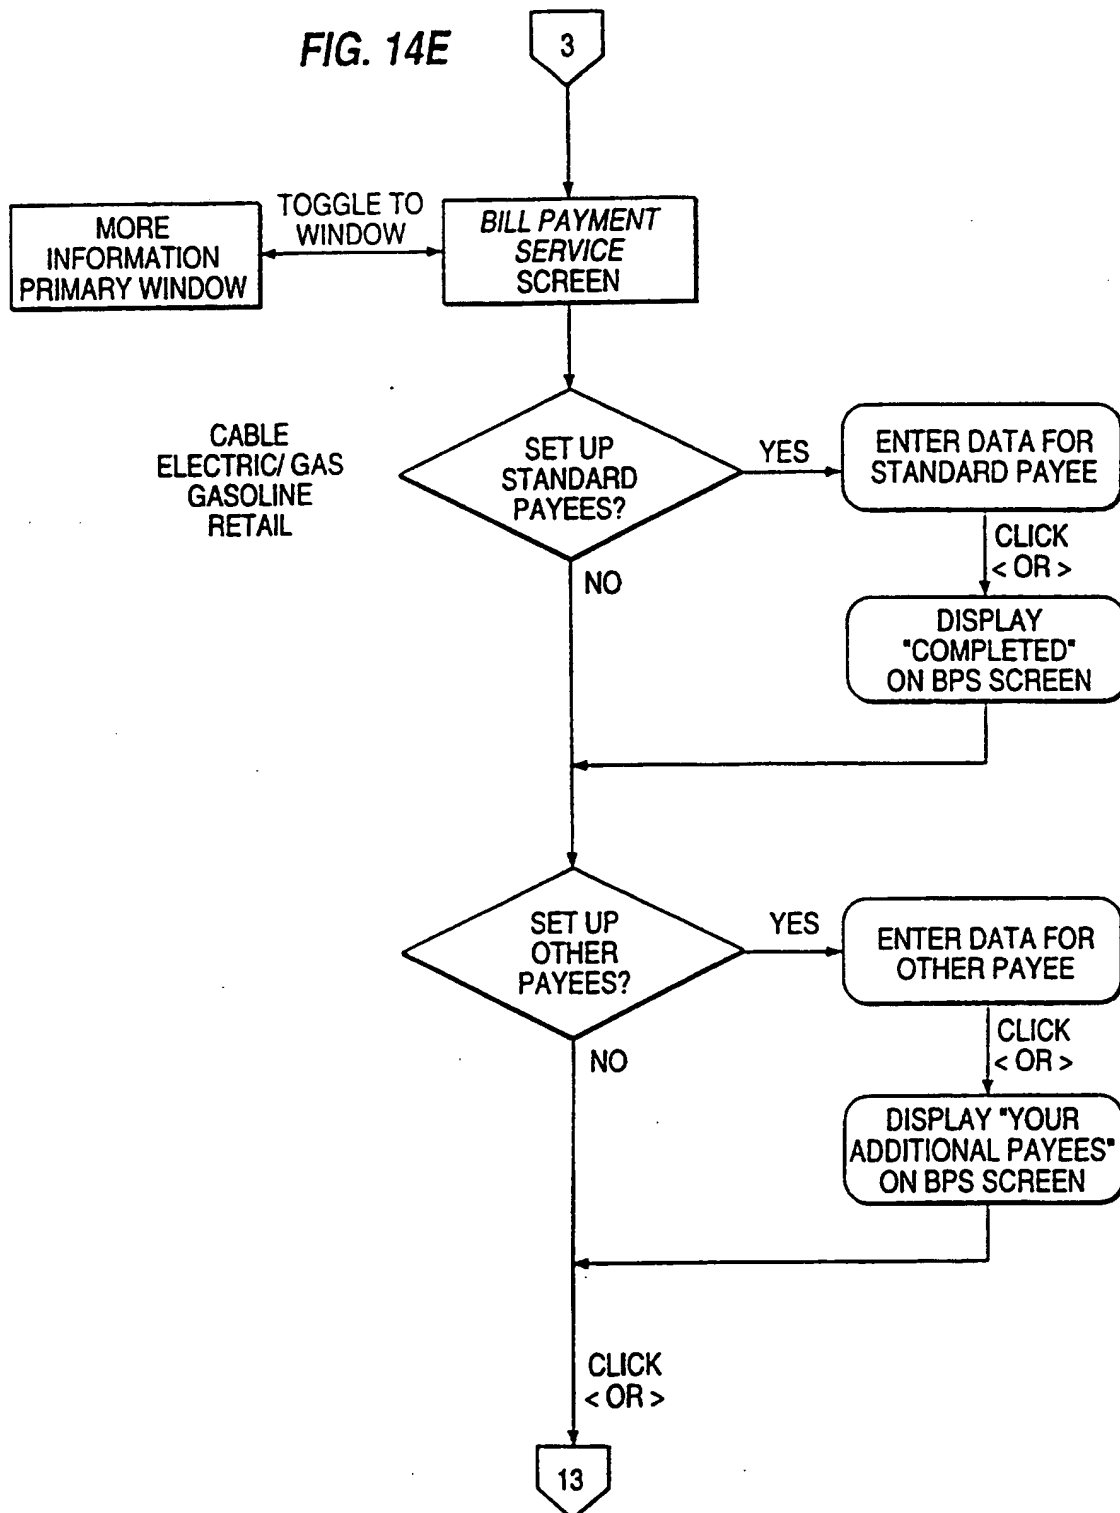 FIG. 14E
3
MORE
INFORMATION
PRIMARY WINDOW
TOGGLE TO
WINDOW
BILL PAYMENT
SERVICE
SCREEN
CABLE
ELECTRIC/ GAS
GASOLINE
RETAIL
SET UP
STANDARD
PAYEES?
YES
ENTER DATA FOR
STANDARD PAYEE
CLICK
< OR >
NO
DISPLAY
"COMPLETED"
ON BPS SCREEN
SET UP
OTHER
PAYEES?
YES
ENTER DATA FOR
OTHER PAYEE
CLICK
< OR >
NO
DISPLAY "YOUR
ADDITIONAL PAYEES"
ON BPS SCREEN
CLICK
< OR >
13